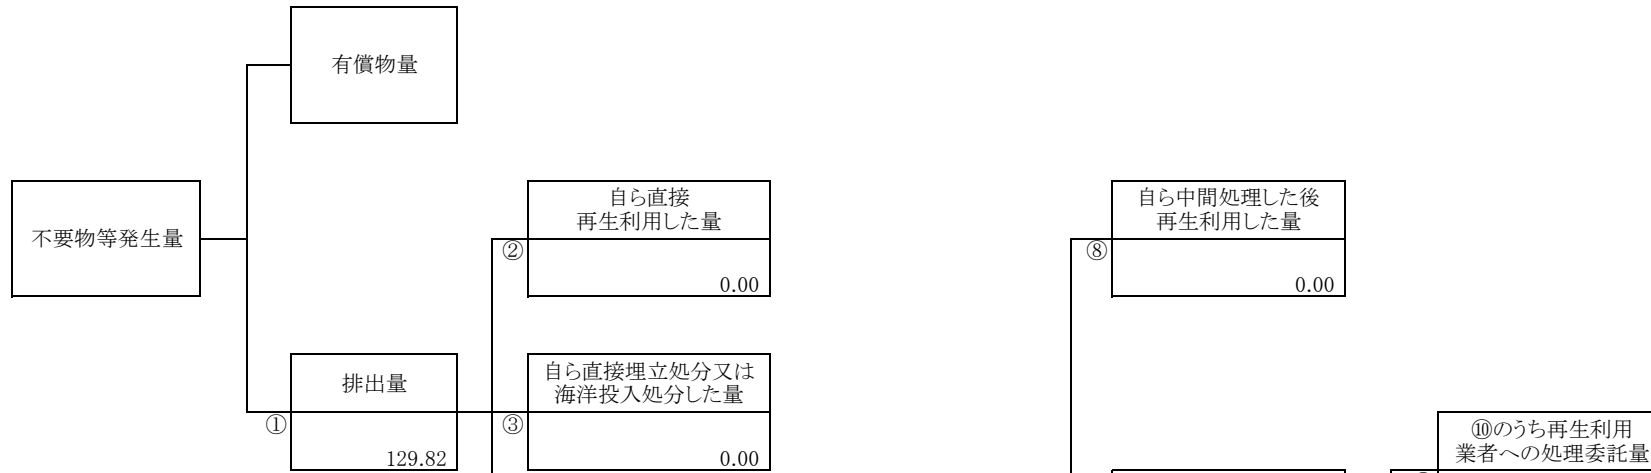 有償物量
不要物等発生量
自ら直接
再生利用した量
②
0.00
自ら中間処理した後
再生利用した量
⑧
0.00
排出量
①
129.82
自ら直接埋立処分又は
海洋投入処分した量
③
0.00
⑩のうち再生利用
業者への処理委託量